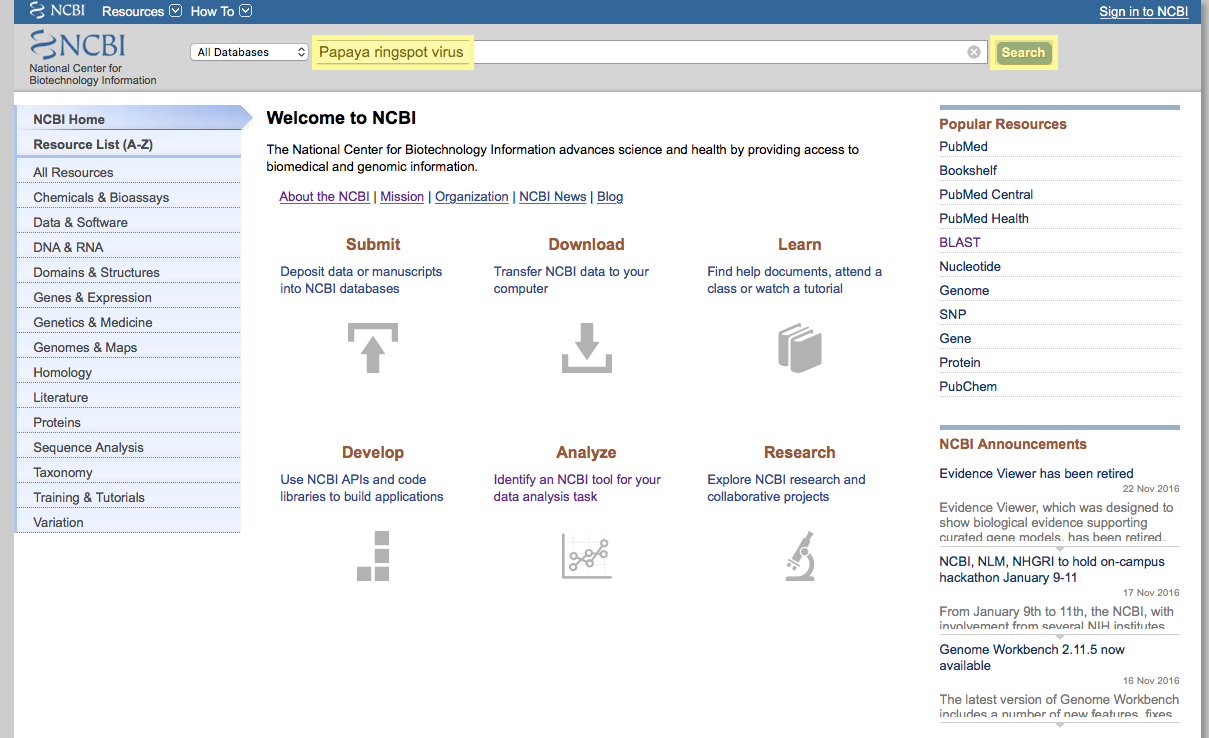 NCBI Resources How To Sign in to NCBI
NCBI
National Center for
Biotechnology Information
All Databases
Papaya ringspot virus
Search
NCBI Home
Resource List (A-Z)
All Resources
Chemicals & Bioassays
Data & Software
DNA & RNA
Domains & Structures
Genes & Expression
Genetics & Medicine
Genomes & Maps
Homology
Literature
Proteins
Sequence Analysis
Taxonomy
Training & Tutorials
Variation
Welcome to NCBI
The National Center for Biotechnology Information advances science and health by providing access to
biomedical and genomic information.
About the NCBI | Mission | Organization | NCBI News | Blog
Submit
Deposit data or manuscripts
into NCBI databases
Download
Transfer NCBI data to your
computer
Learn
Find help documents, attend a
class or watch a tutorial
Develop
Use NCBI APIs and code
libraries to build applications
Analyze
Identify an NCBI tool for your
data analysis task
Research
Explore NCBI research and
collaborative projects
Popular Resources
PubMed
Bookshelf
PubMed Central
PubMed Health
BLAST
Nucleotide
Genome
SNP
Gene
Protein
PubChem
NCBI Announcements
Evidence Viewer has been retired
22 Nov 2016
Evidence Viewer, which was designed to
show biological evidence supporting
curated gene models, has been retired.
NCBI, NLM, NHGRI to hold on-campus
hackathon January 9-11
17 Nov 2016
From January 9th to 11th, the NCBI, with
involvement from several NIH institutes
Genome Workbench 2.11.5 now
available
16 Nov 2016
The latest version of Genome Workbench
includes a number of new features, fixes